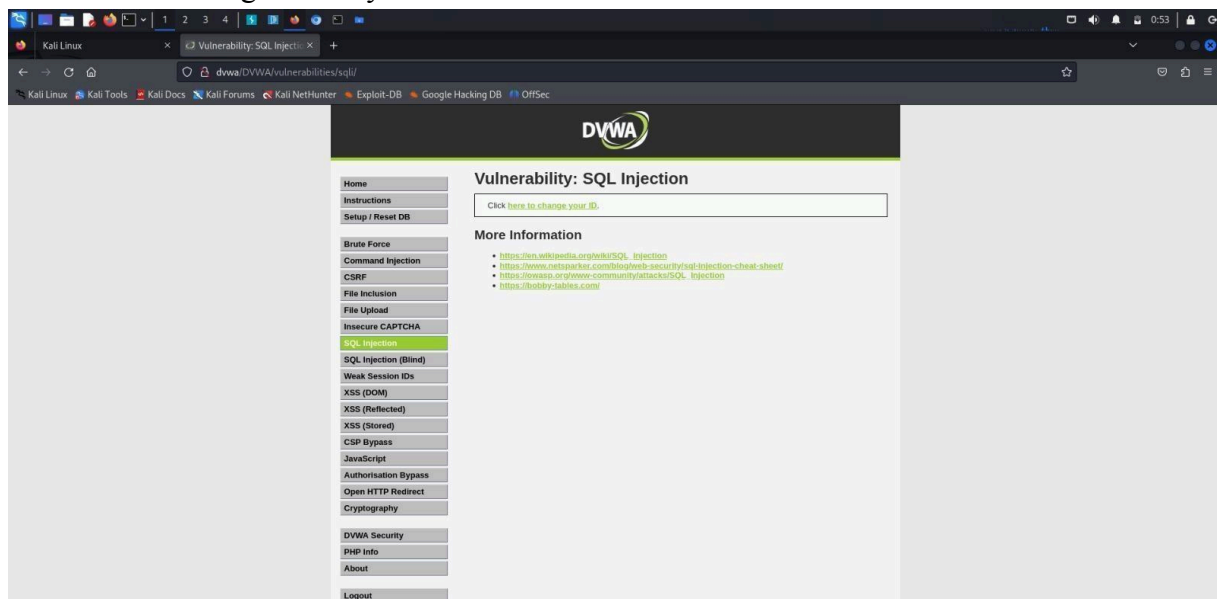 1 2 3 4 0:53
Kali Linux Vulnerability: SQL Injectio
dvwa/DVWA/vulnerabilities/sqli/
Kali Linux Kali Tools Kali Docs Kali Forums Kali NetHunter Exploit-DB Google Hacking DB OffSec
DVWA
Home
Instructions
Setup / Reset DB
Brute Force
Command Injection
CSRF
File Inclusion
File Upload
Insecure CAPTCHA
SQL Injection
SQL Injection (Blind)
Weak Session IDs
XSS (DOM)
XSS (Reflected)
XSS (Stored)
CSP Bypass
JavaScript
Authorisation Bypass
Open HTTP Redirect
Cryptography
DVWA Security
PHP Info
About
Logout
Vulnerability: SQL Injection
Click here to change your ID.
More Information
https://en.wikipedia.org/wiki/SQL_injection
https://www.netsparker.com/blog/web-security/sql-injection-cheat-sheet/
https://owasp.org/www-community/attacks/SQL_Injection
https://bobby-tables.com/